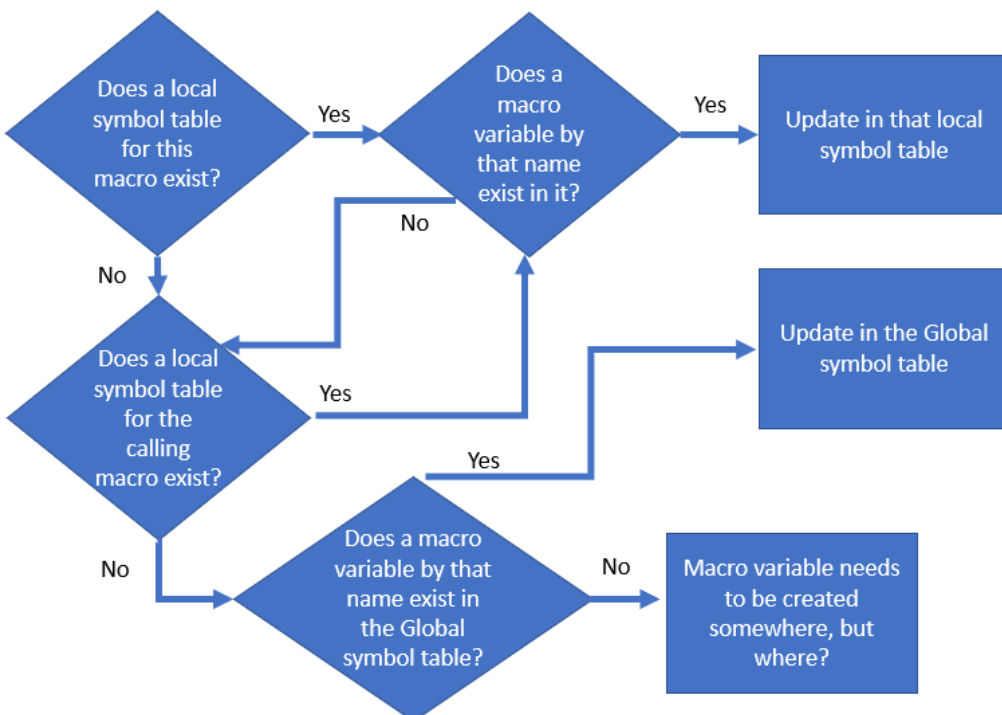 Does a local
symbol table
for this
macro exist?
Yes
Does a
macro
variable by
that name
exist in it?
Yes
Update in that local
symbol table
No
No
Does a local
symbol table
for the
calling
macro exist?
Yes
Update in the Global
symbol table
Yes
No
Does a macro
variable by that
name exist in
the Global
symbol table?
No
Macro variable needs
to be created
somewhere, but
where?